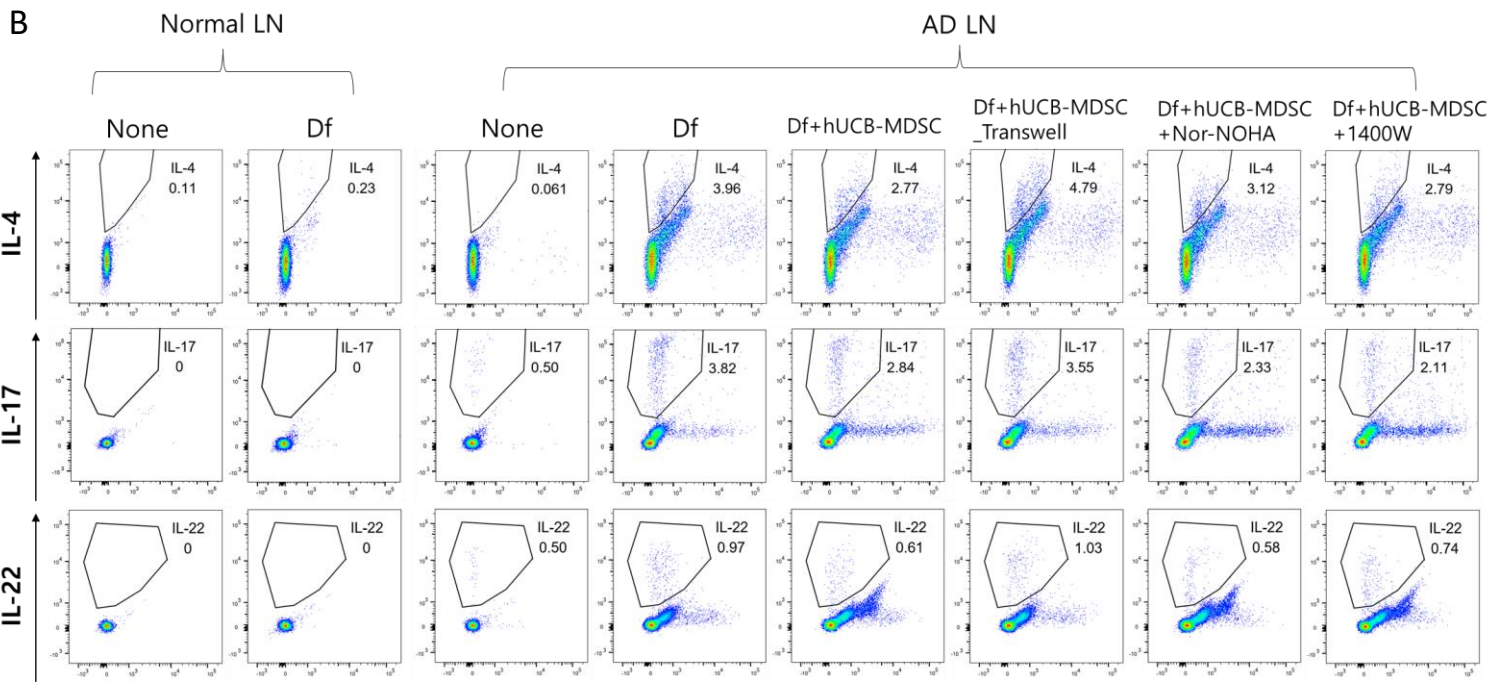 B
Normal LN
AD LN
None
Df
None
Df
Df+hUCB-MDSC
Df+hUCB-MDSC
_Transwell
Df+hUCB-MDSC
+Nor-NOHA
Df+hUCB-MDSC
+1400W
IL-4
IL-4
0.11
IL-4
0.23
IL-4
0.061
IL-4
3.96
IL-4
2.77
IL-4
4.79
IL-4
3.12
IL-4
2.79
IL-17
IL-17
0
IL-17
0
IL-17
0.50
IL-17
3.82
IL-17
2.84
IL-17
3.55
IL-17
2.33
IL-17
2.11
IL-22
IL-22
0
IL-22
0
IL-22
0.50
IL-22
0.97
IL-22
0.61
IL-22
1.03
IL-22
0.58
IL-22
0.74